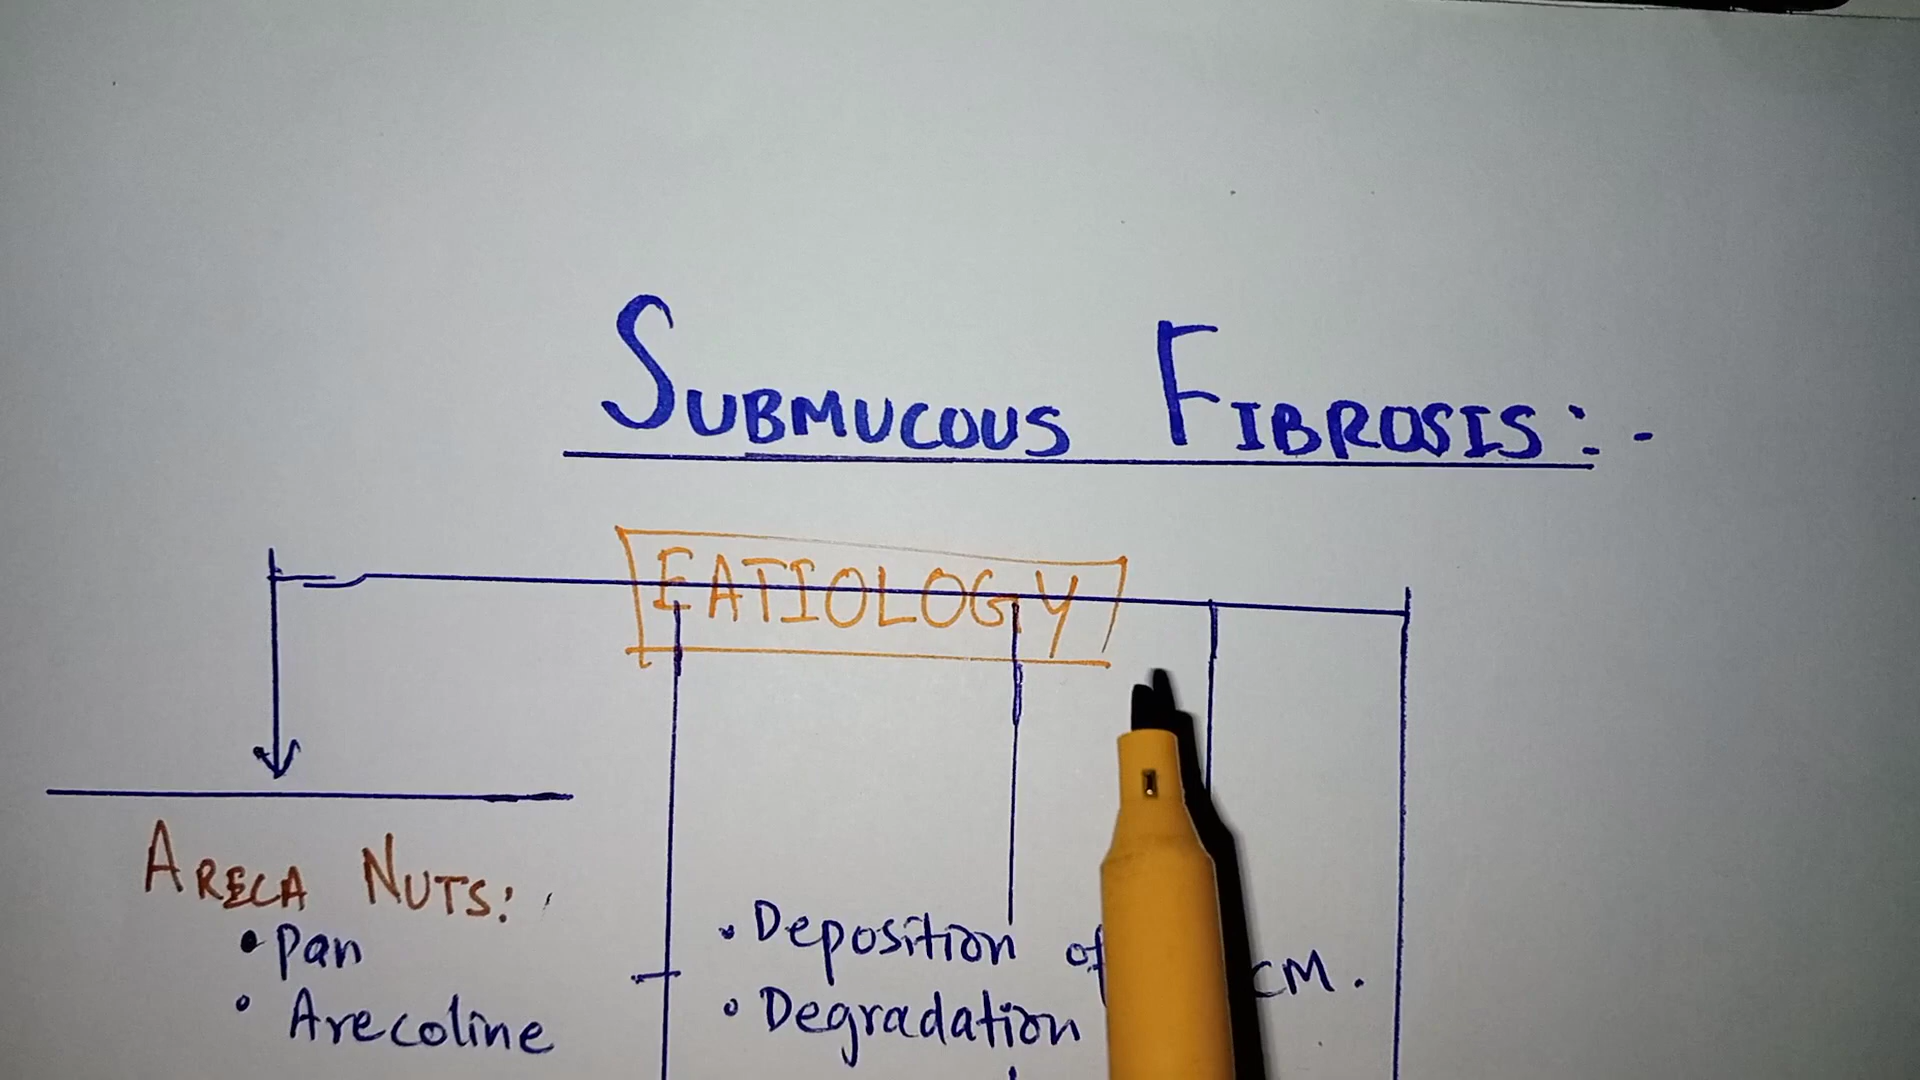 SUBMUCOUS FIBROSIS:-
EATIOLOGY
ARECA NUTS:
• Pan
• Arecoline
• Deposition of CM.
• Degradation